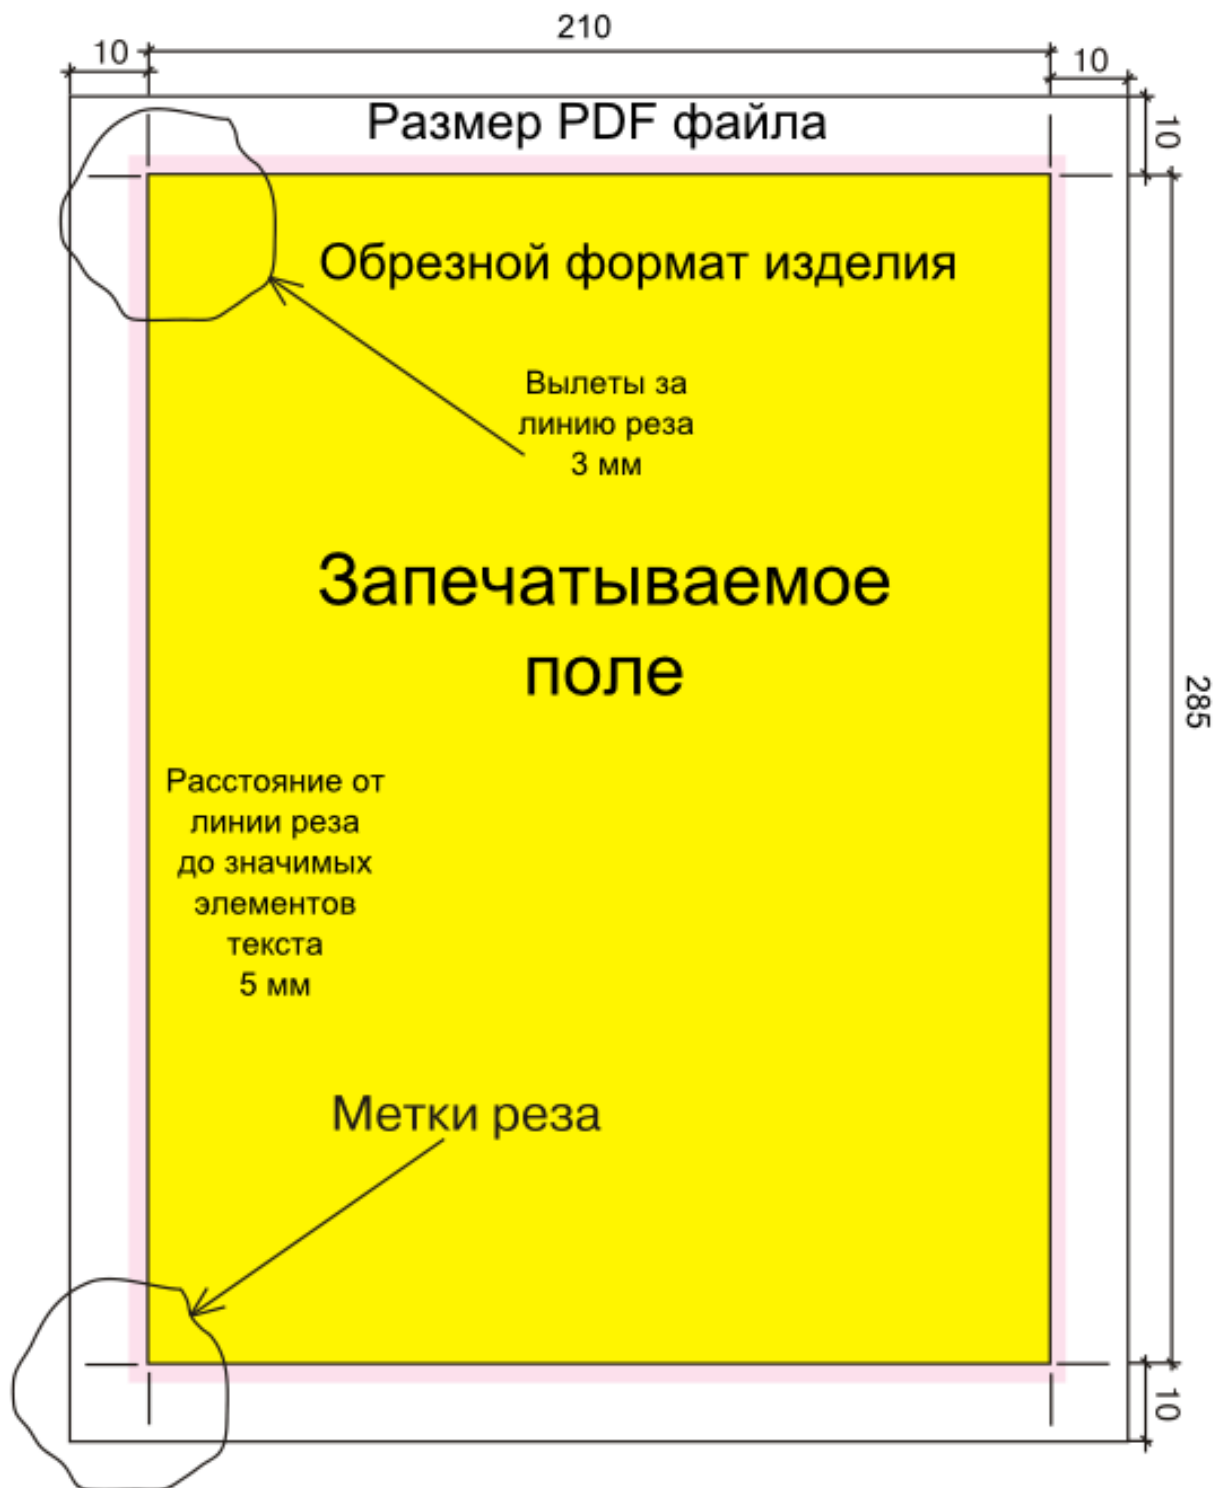 210
10
10
Размер PDF файла
10
Обрезной формат изделия
Вылеты за
линию реза
3 мм
Запечатываемое
поле
285
Расстояние от
линии реза
до значимых
элементов
текста
5 мм
Метки реза
10